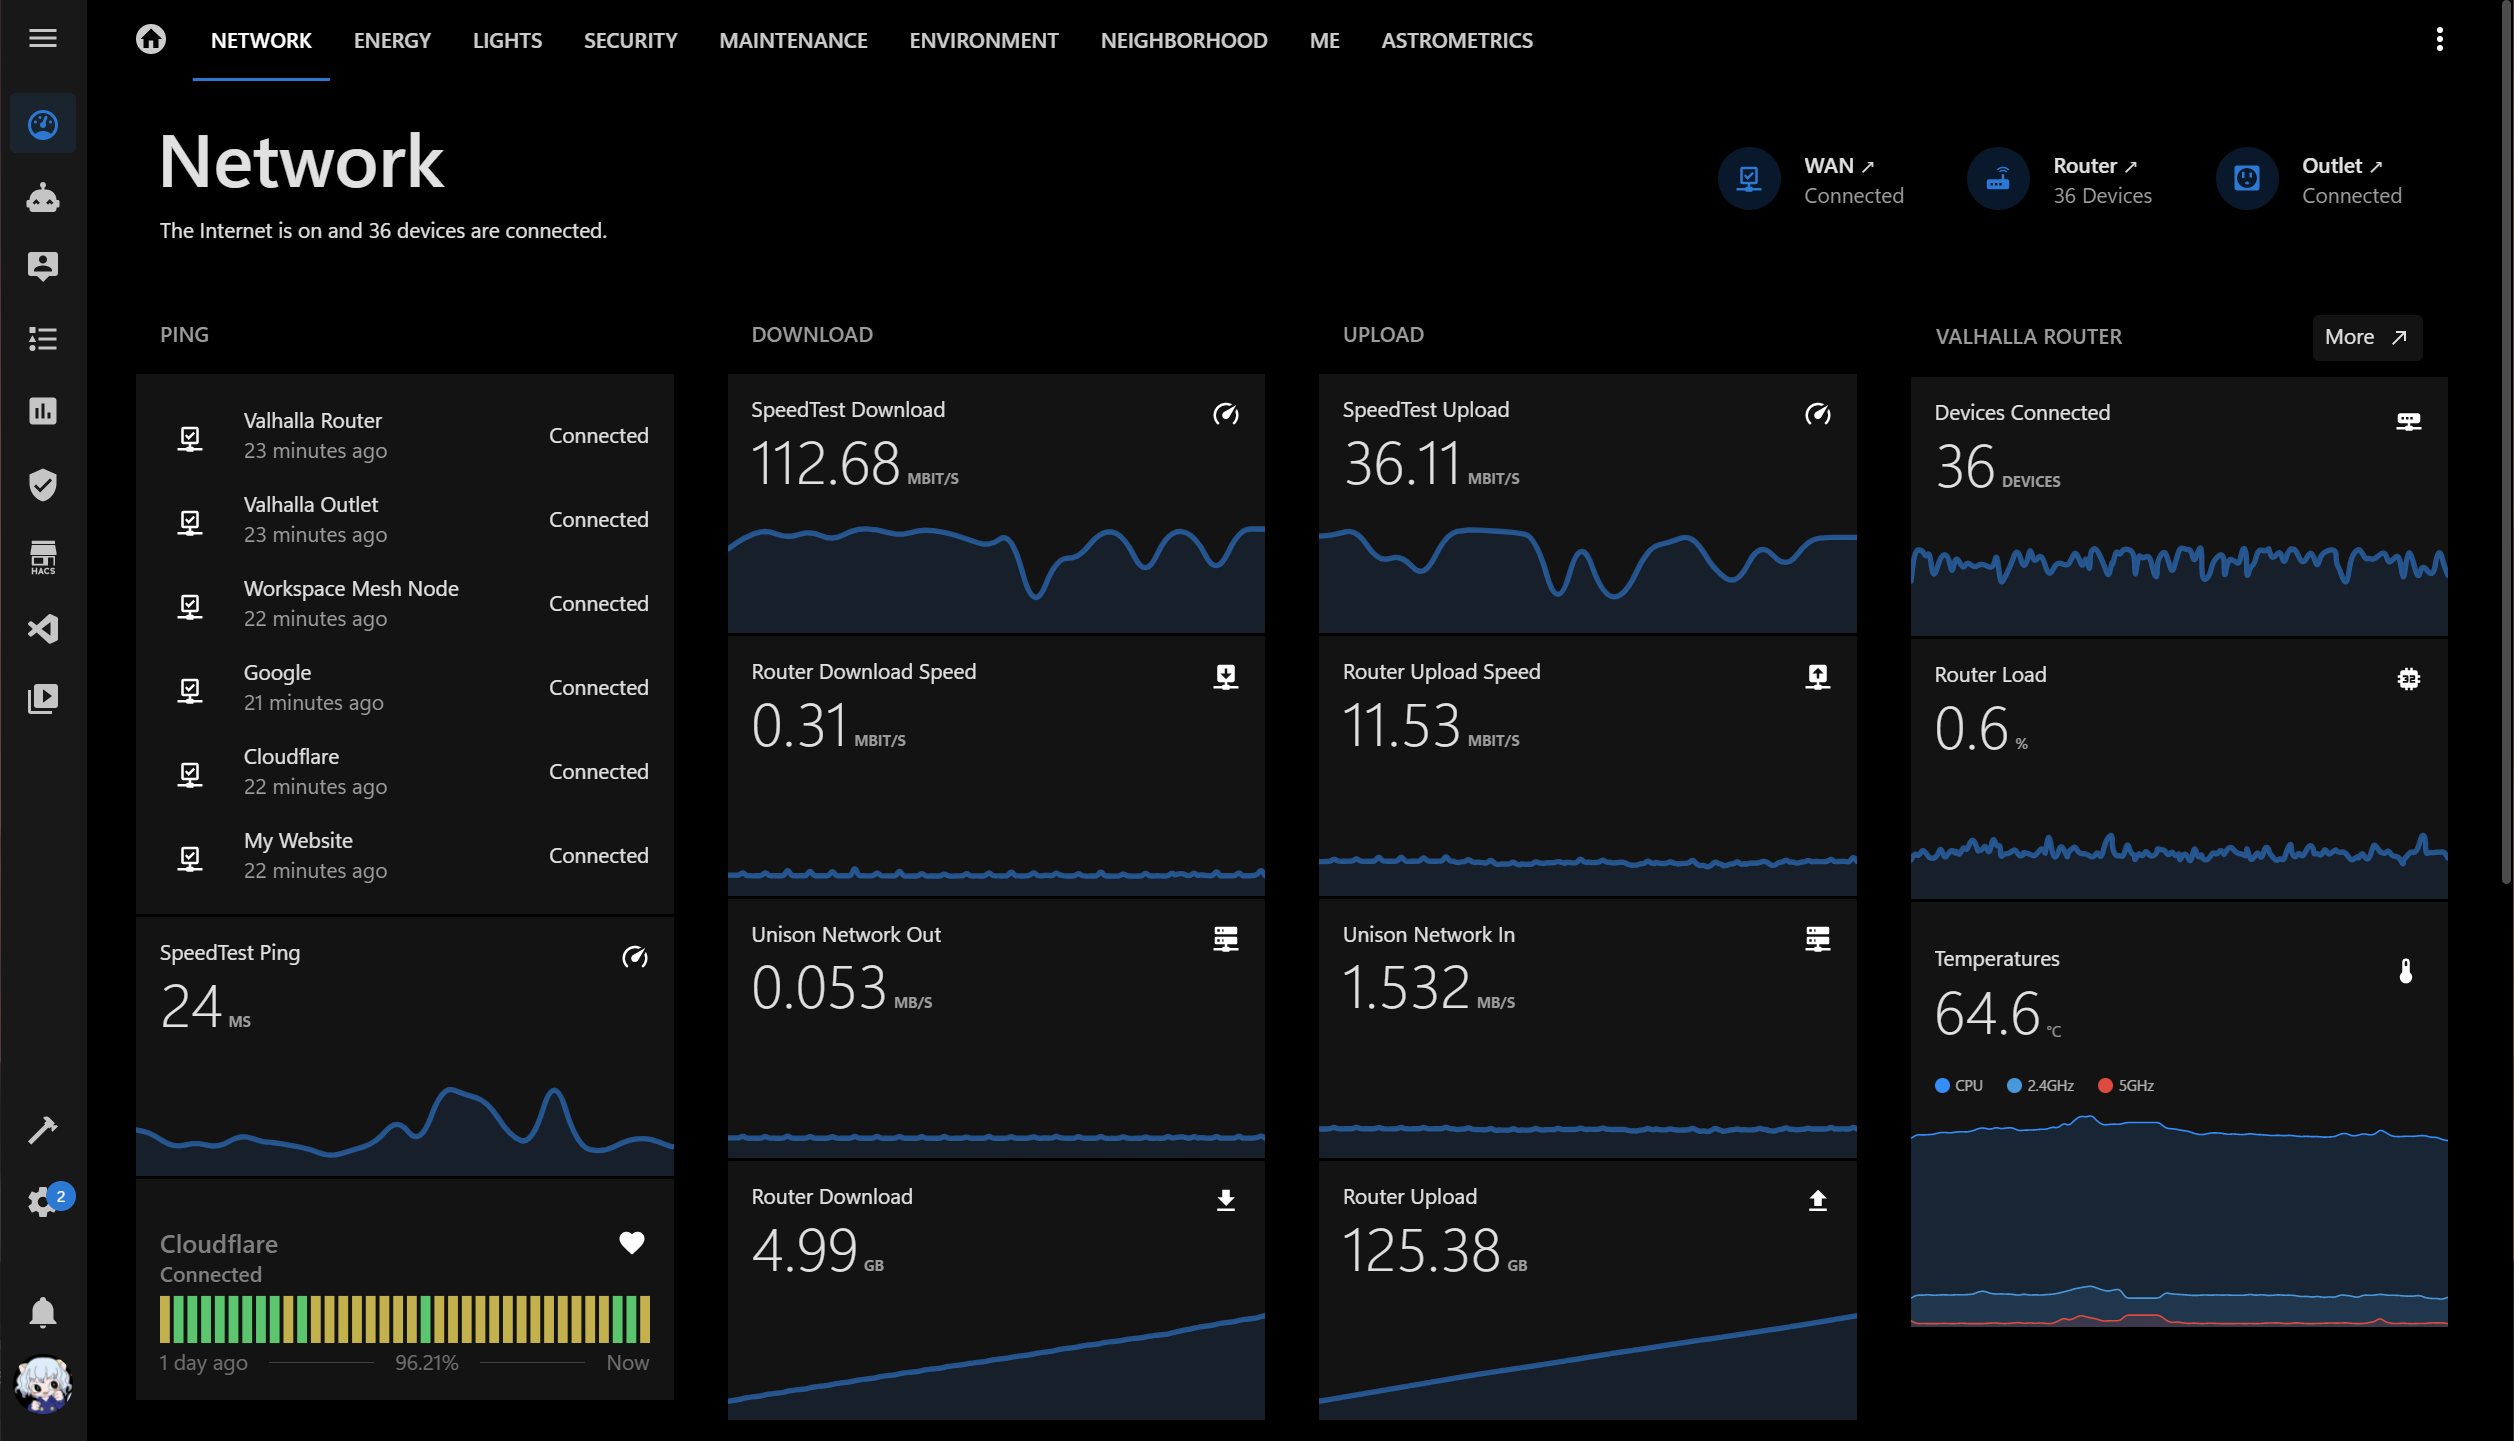 NETWORK ENERGY LIGHTS SECURITY MAINTENANCE ENVIRONMENT NEIGHBORHOOD ME ASTROMETRICS
Network
The Internet is on and 36 devices are connected.
WAN ↗
Connected
Router ↗
36 Devices
Outlet ↗
Connected
HACS
2
PING
Valhalla Router
23 minutes ago
Connected
Valhalla Outlet
23 minutes ago
Connected
Workspace Mesh Node
22 minutes ago
Connected
Google
21 minutes ago
Connected
Cloudflare
22 minutes ago
Connected
My Website
22 minutes ago
Connected
SpeedTest Ping
24 MS
Cloudflare
Connected
1 day ago 96.21% Now
DOWNLOAD
SpeedTest Download
112.68 MBIT/S
Router Download Speed
0.31 MBIT/S
Unison Network Out
0.053 MB/S
Router Download
4.99 GB
UPLOAD
SpeedTest Upload
36.11 MBIT/S
Router Upload Speed
11.53 MBIT/S
Unison Network In
1.532 MB/S
Router Upload
125.38 GB
VALHALLA ROUTER
More ↗
Devices Connected
36 DEVICES
Router Load
32
0.6 %
Temperatures
64.6 °C
CPU 2.4GHz 5GHz